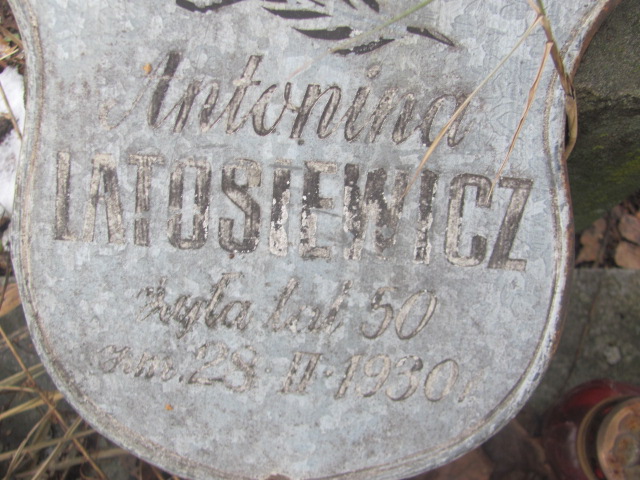 Antonina
LATOSIEWICZ
żyła lat 50
zm. 28·II·1930 r.